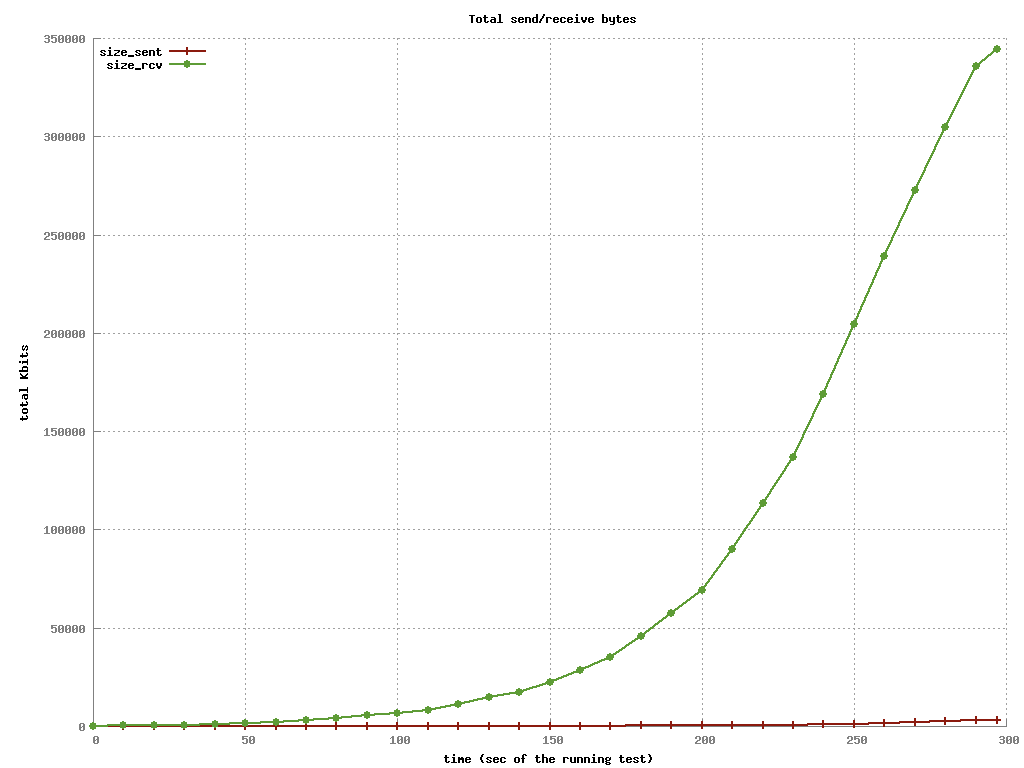 Total send/receive bytes
size_sent
size_rcv
350000
300000
250000
200000
150000
100000
50000
0
total Kbits
0 50 100 150 200 250 300
time (sec of the running test)